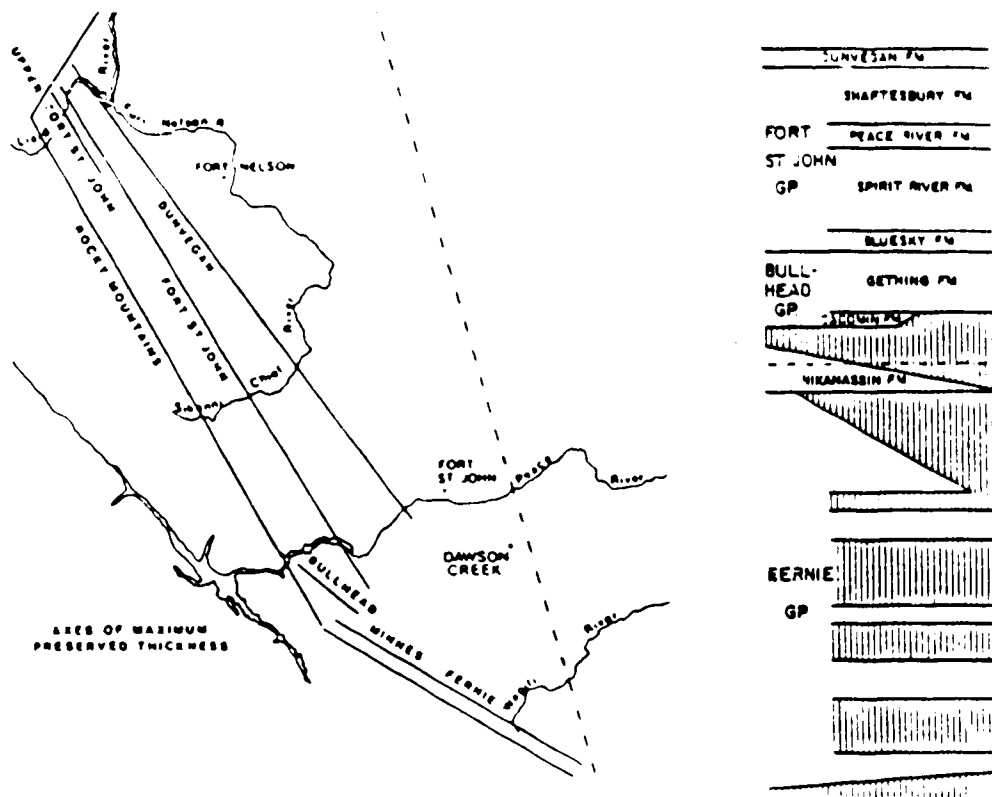 UPPER FORT ST JOHN
River
Liard
Fort Nelson R
FORT NELSON
DUNVEGAN
ROCKY MOUNTAINS
FORT ST JOHN
River
Sikanni Chief
FORT
ST JOHN
Peace
River
DAWSON
CREEK
BULLHEAD
MINNES
FERNIE
River
AXES OF MAXIMUM
PRESERVED THICKNESS
DUNVEGAN FM
SHAFTESBURY FM
FORT
ST JOHN
GP
PEACE RIVER FM
SPIRIT RIVER FM
BLUESKY FM
BULL-
HEAD
GP
GETHING FM
CADOMIN FM
NIKANASSIN FM
FERNIE
GP